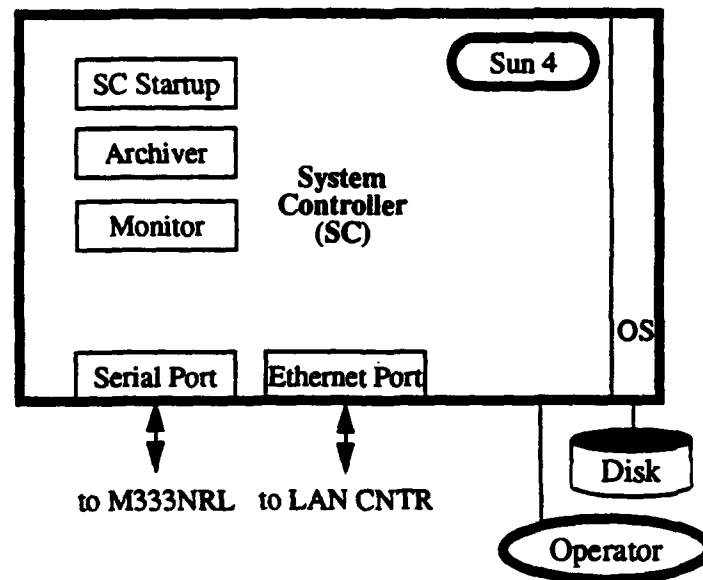 Sun 4
SC Startup
Archiver
Monitor
System
Controller
(SC)
OS
Serial Port
Ethernet Port
to M333NRL
to LAN CNTR
Disk
Operator